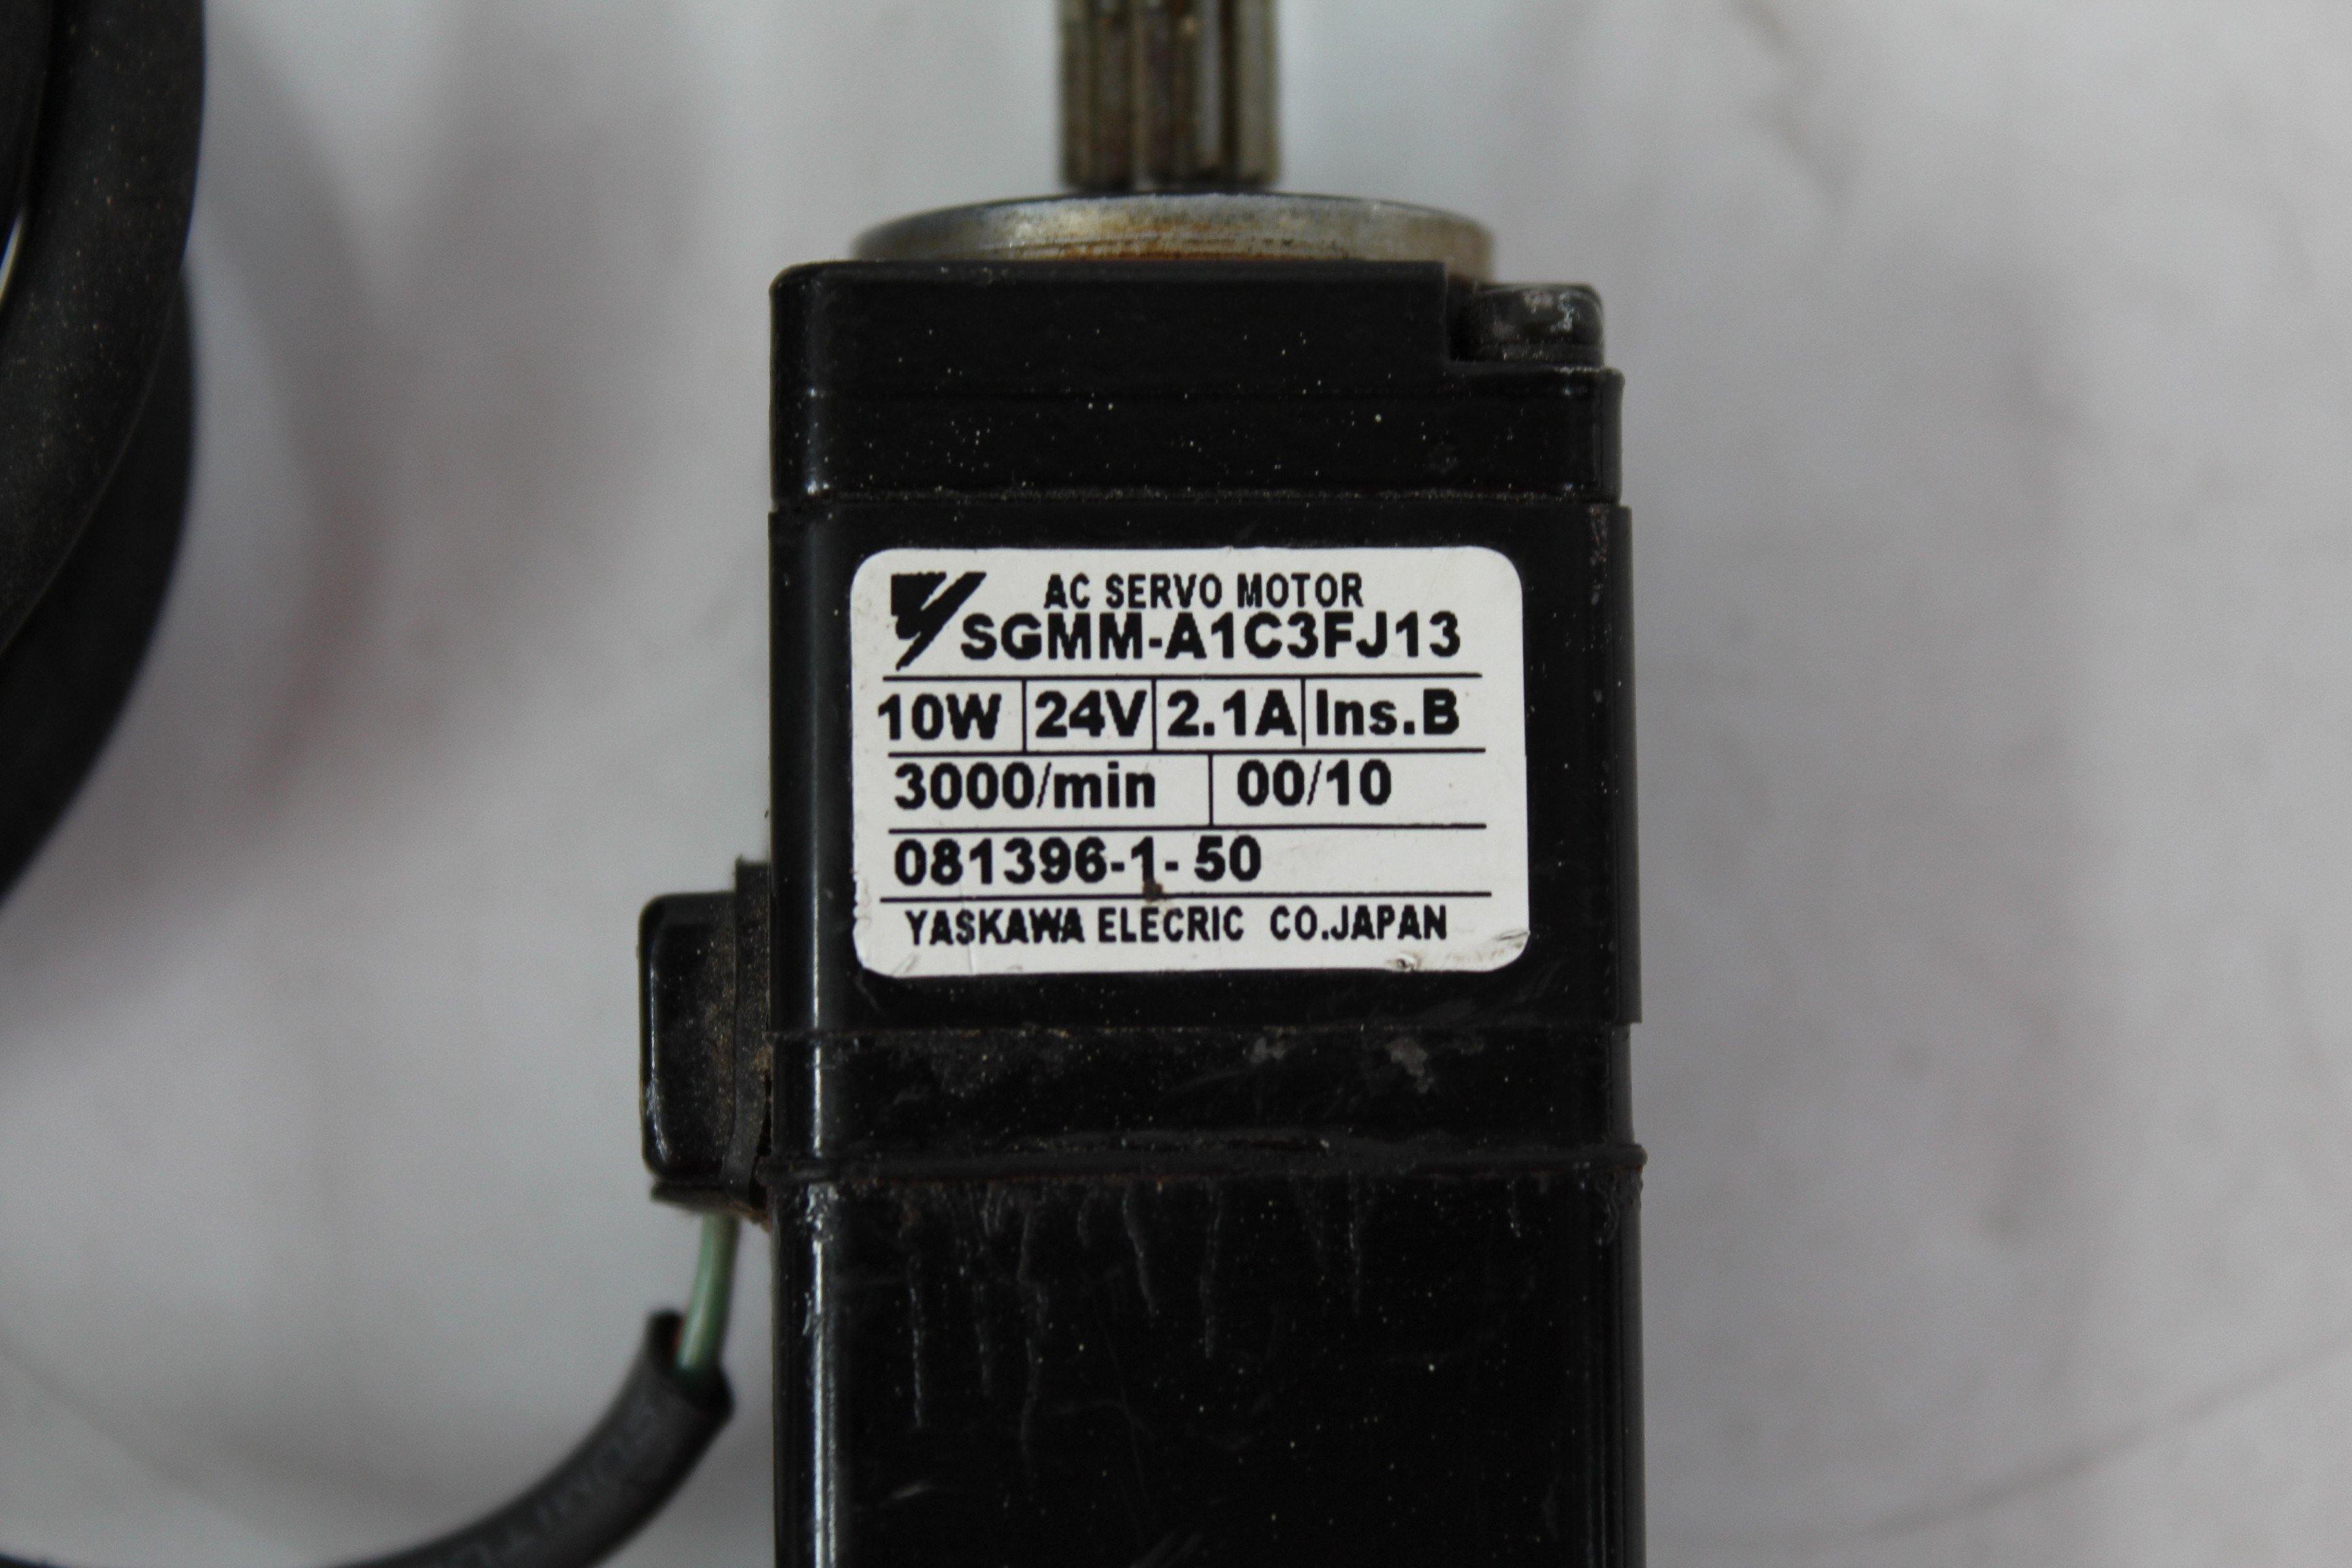 AC SERVO MOTOR
SGMM-A1C3FJ13
10W 24V 2.1A Ins.B
3000/min 00/10
081396-1-50
YASKAWA ELECRIC CO.JAPAN